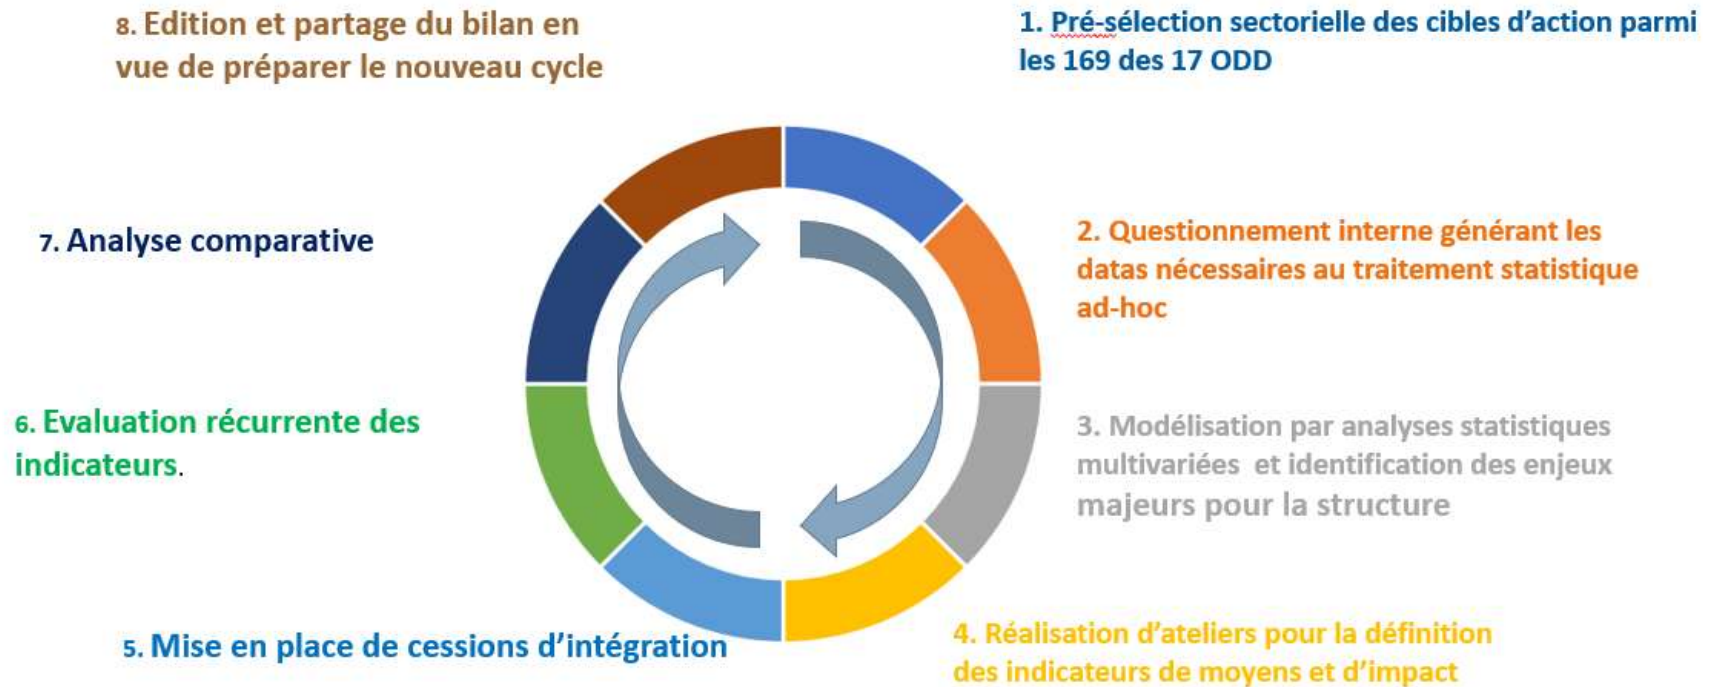 1. Pré-sélection sectorielle des cibles d’action parmi
les 169 des 17 ODD
2. Questionnement interne générant les
datas nécessaires au traitement statistique
ad-hoc
3. Modélisation par analyses statistiques
multivariées et identification des enjeux
majeurs pour la structure
4. Réalisation d’ateliers pour la définition
des indicateurs de moyens et d’impact
5. Mise en place de cessions d’intégration
6. Evaluation récurrente des
indicateurs.
7. Analyse comparative
8. Edition et partage du bilan en
vue de préparer le nouveau cycle